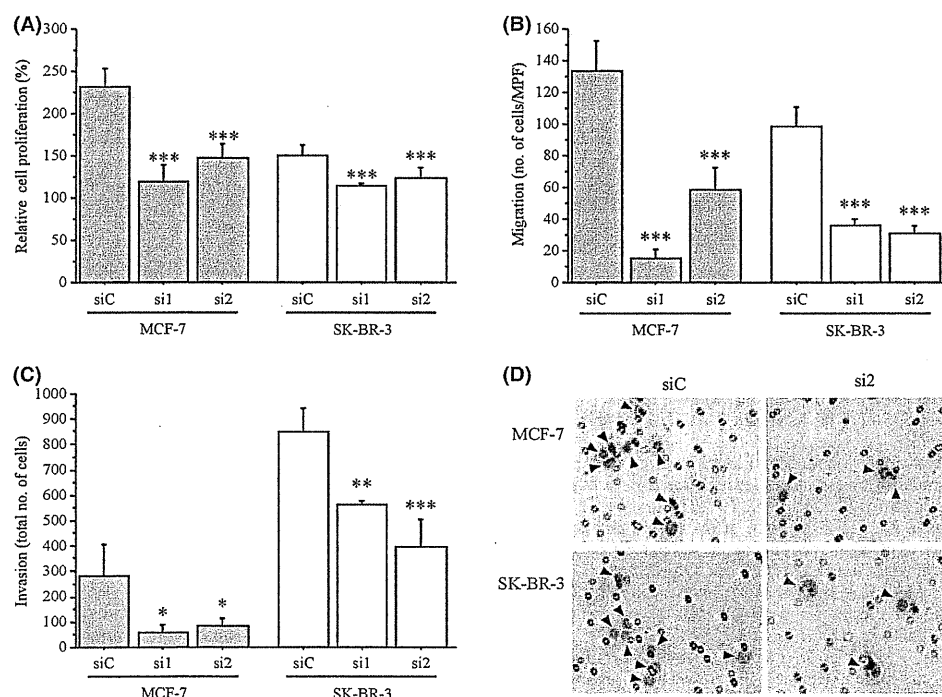 (A)
300
250
200
150
100
50
0
Relative cell proliferation (%)
***
***
***
***
siC si1 si2 siC si1 si2
MCF-7 SK-BR-3
(B)
160
140
120
100
80
60
40
20
0
Migration (no. of cells/MPF)
***
***
***
***
siC si1 si2 siC si1 si2
MCF-7 SK-BR-3
(C)
1000
900
800
700
600
500
400
300
200
100
0
Invasion (total no. of cells)
*
*
**
***
siC si1 si2 siC si1 si2
MCF-7 SK-BR-3
(D)
siC si2
MCF-7
SK-BR-3